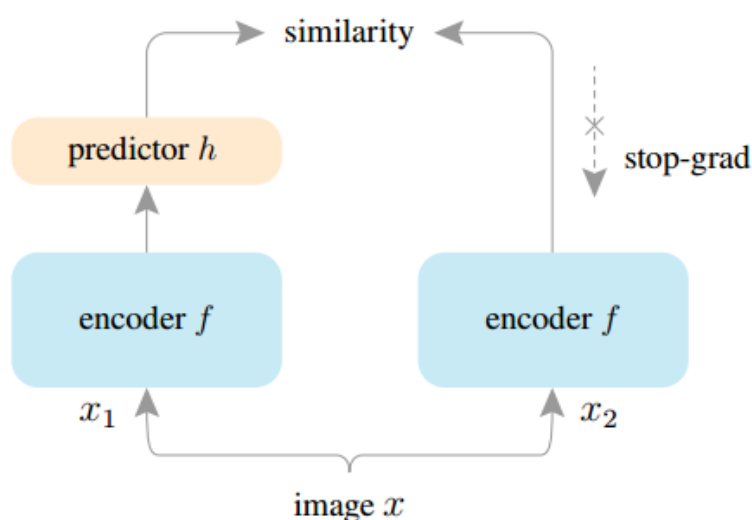 similarity
predictor h
stop-grad
encoder f
encoder f
x₁
x₂
image x